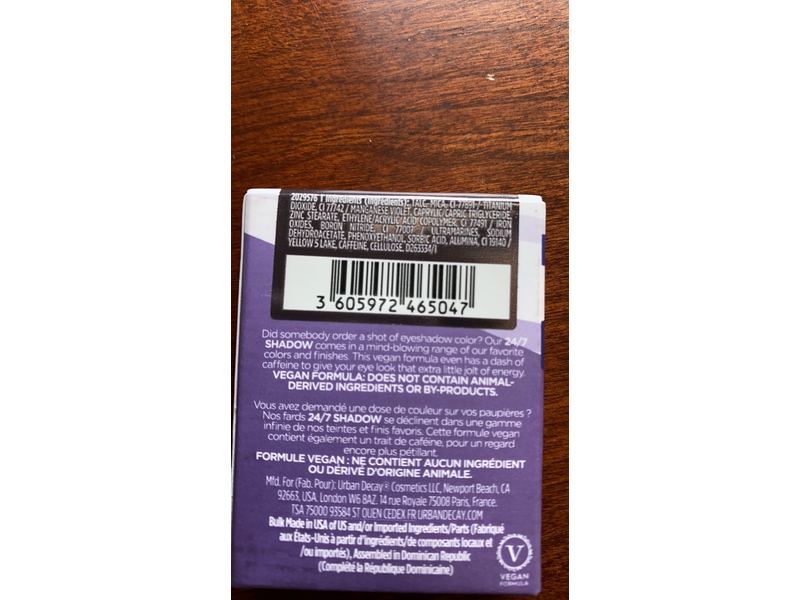 2029576 1 Ingredients (Ingrédients): TALC, MICA, CI 77891 / TITANIUM
DIOXIDE, CI 77742 / MANGANESE VIOLET, CAPRYLIC/CAPRIC TRIGLYCERIDE,
ZINC STEARATE, ETHYLENE/ACRYLIC ACID COPOLYMER, CI 77491 / IRON
OXIDES, BORON NITRIDE, CI 77007 / ULTRAMARINES, SODIUM
DEHYDROACETATE, PHENOXYETHANOL, SORBIC ACID, ALUMINA, CI 19140 /
YELLOW 5 LAKE, CAFFEINE, CELLULOSE. D263334/1
3 605972 465047
Did somebody order a shot of eyeshadow color? Our 24/7
SHADOW comes in a mind-blowing range of our favorite
colors and finishes. This vegan formula even has a dash of
caffeine to give your eye look that extra little jolt of energy.
VEGAN FORMULA: DOES NOT CONTAIN ANIMAL-
DERIVED INGREDIENTS OR BY-PRODUCTS.
Vous avez demandé une dose de couleur sur vos paupières ?
Nos fards 24/7 SHADOW se déclinent dans une gamme
infinie de nos teintes et finis favoris. Cette formule vegan
contient également un trait de caféine, pour un regard
encore plus pétillant.
FORMULE VEGAN : NE CONTIENT AUCUN INGRÉDIENT
OU DÉRIVÉ D'ORIGINE ANIMALE.
Mfd. For (Fab. Pour): Urban Decay® Cosmetics LLC, Newport Beach, CA
92663, USA. London W6 8AZ. 14 rue Royale 75008 Paris, France.
TSA 75000 93584 ST OUEN CEDEX FR URBANDECAY.COM
Bulk Made in USA of US and/or Imported Ingredients/Parts (Fabriqué
aux États-Unis à partir d'ingrédients/de composants locaux et
/ou importés), Assembled in Dominican Republic
(Complété la République Dominicaine)
V
VEGAN
FORMULA